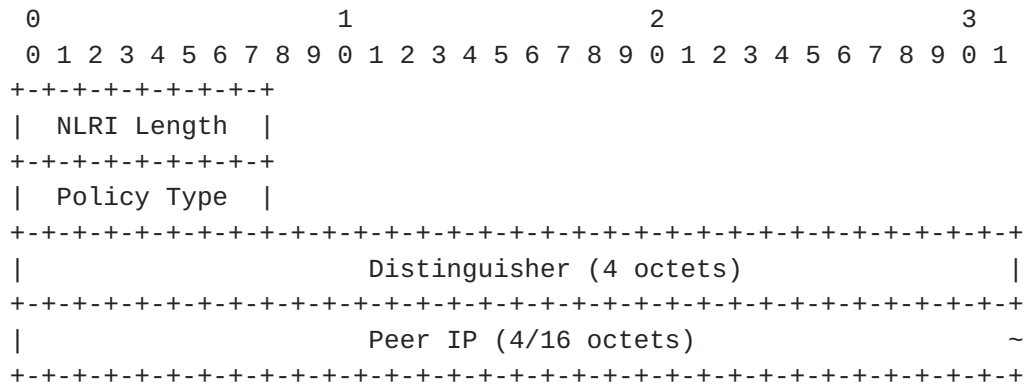 0                   1                   2                   3
 0 1 2 3 4 5 6 7 8 9 0 1 2 3 4 5 6 7 8 9 0 1 2 3 4 5 6 7 8 9 0 1
+-+-+-+-+-+-+-+-+
|  NLRI Length  |
+-+-+-+-+-+-+-+-+
|  Policy Type  |
+-+-+-+-+-+-+-+-+-+-+-+-+-+-+-+-+-+-+-+-+-+-+-+-+-+-+-+-+-+-+-+-+
|                      Distinguisher (4 octets)                 |
+-+-+-+-+-+-+-+-+-+-+-+-+-+-+-+-+-+-+-+-+-+-+-+-+-+-+-+-+-+-+-+-+
|                      Peer IP (4/16 octets)                    ~
+-+-+-+-+-+-+-+-+-+-+-+-+-+-+-+-+-+-+-+-+-+-+-+-+-+-+-+-+-+-+-+-+